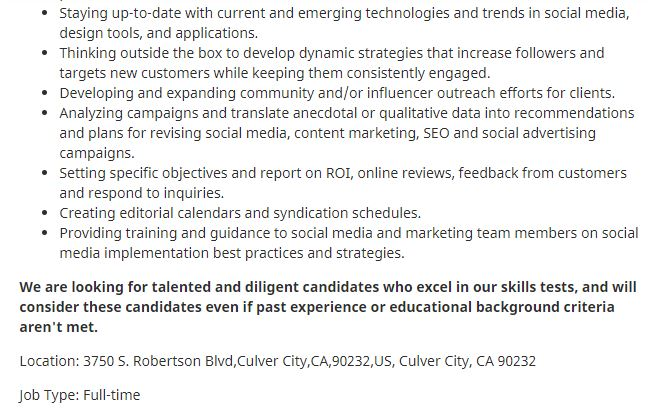 • Staying up-to-date with current and emerging technologies and trends in social media,
design tools, and applications.
• Thinking outside the box to develop dynamic strategies that increase followers and
targets new customers while keeping them consistently engaged.
• Developing and expanding community and/or influencer outreach efforts for clients.
• Analyzing campaigns and translate anecdotal or qualitative data into recommendations
and plans for revising social media, content marketing, SEO and social advertising
campaigns.
• Setting specific objectives and report on ROI, online reviews, feedback from customers
and respond to inquiries.
• Creating editorial calendars and syndication schedules.
• Providing training and guidance to social media and marketing team members on social
media implementation best practices and strategies.
We are looking for talented and diligent candidates who excel in our skills tests, and will
consider these candidates even if past experience or educational background criteria
aren't met.
Location: 3750 S. Robertson Blvd,Culver City,CA,90232,US, Culver City, CA 90232
Job Type: Full-time